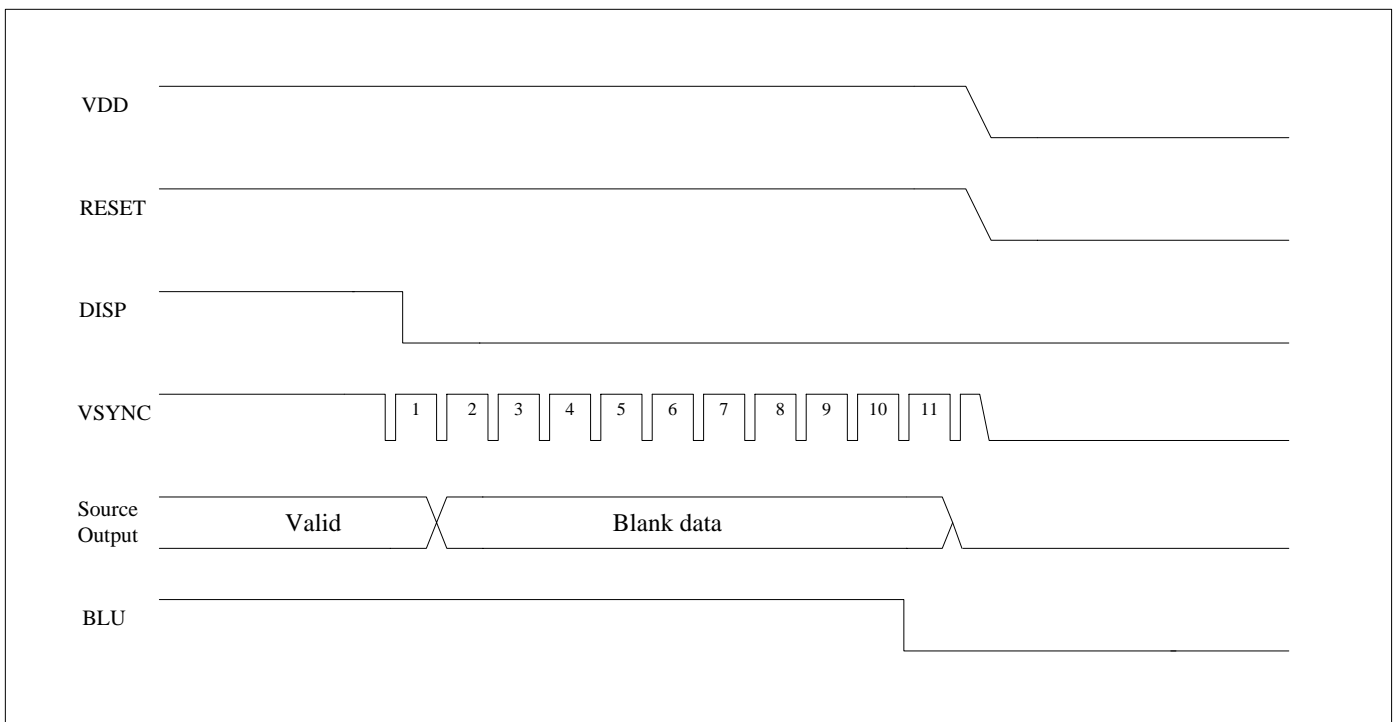 VDD
RESET
DISP
VSYNC
1 2 3 4 5 6 7 8 9 10 11
Source
Output
Valid
Blank data
BLU